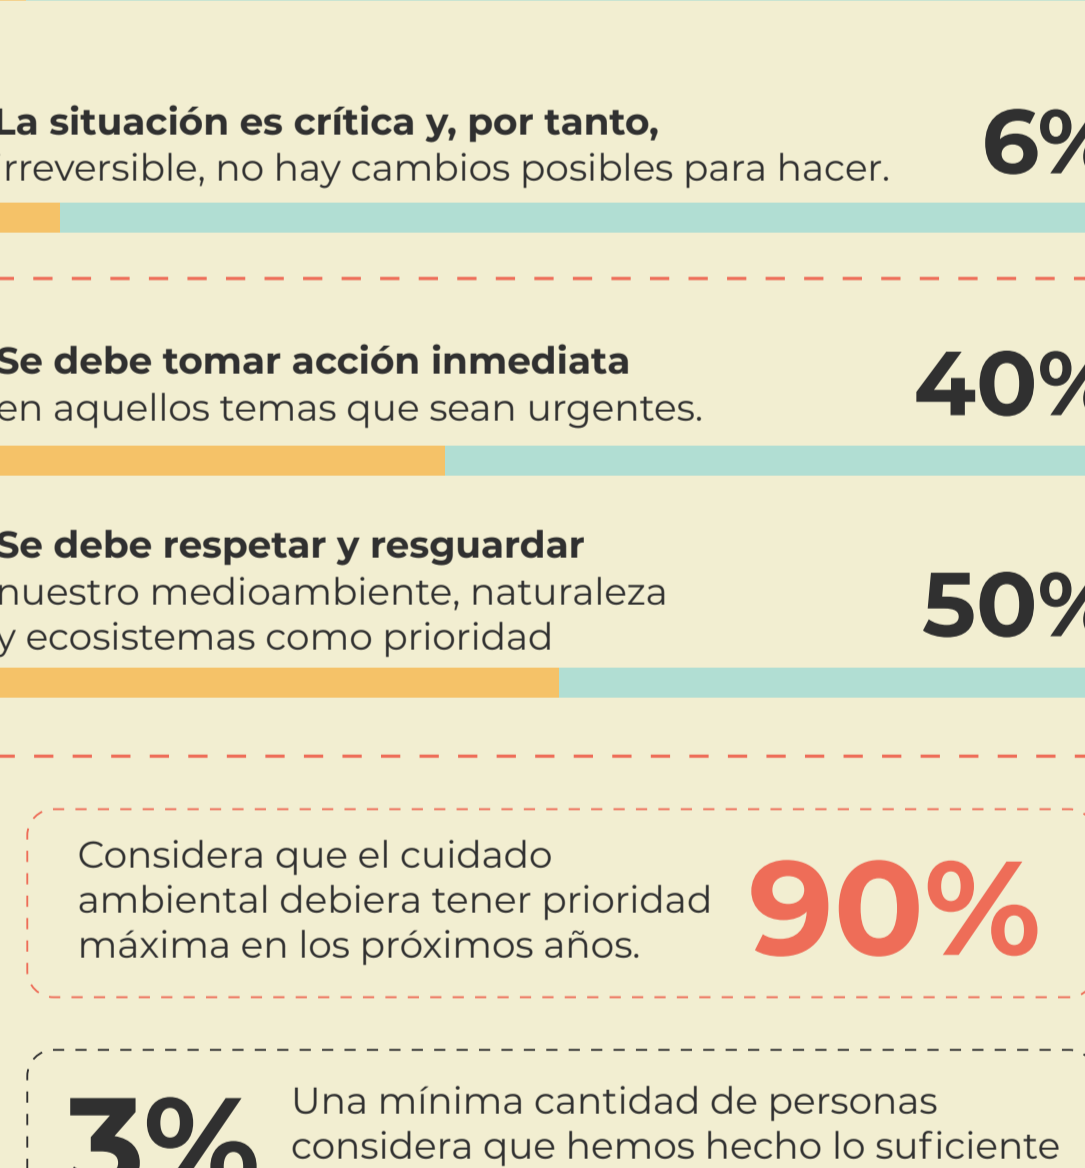 La situación es crítica y, por tanto,
irreversible, no hay cambios posibles para hacer.
6%
Se debe tomar acción inmediata
en aquellos temas que sean urgentes.
40%
Se debe respetar y resguardar
nuestro medioambiente, naturaleza
y ecosistemas como prioridad
50%
Considera que el cuidado
ambiental debiera tener prioridad
máxima en los próximos años.
90%
3%
Una mínima cantidad de personas
considera que hemos hecho lo suficiente